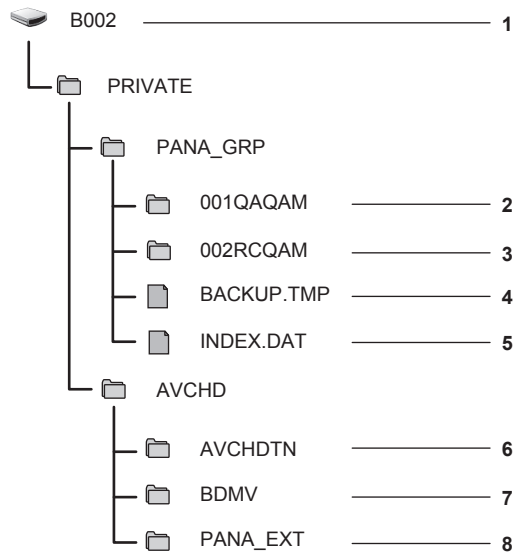 B002 1
PRIVATE
PANA_GRP
001QAQAM 2
002RCQAM 3
BACKUP.TMP 4
INDEX.DAT 5
AVCHD
AVCHDTN 6
BDMV 7
PANA_EXT 8